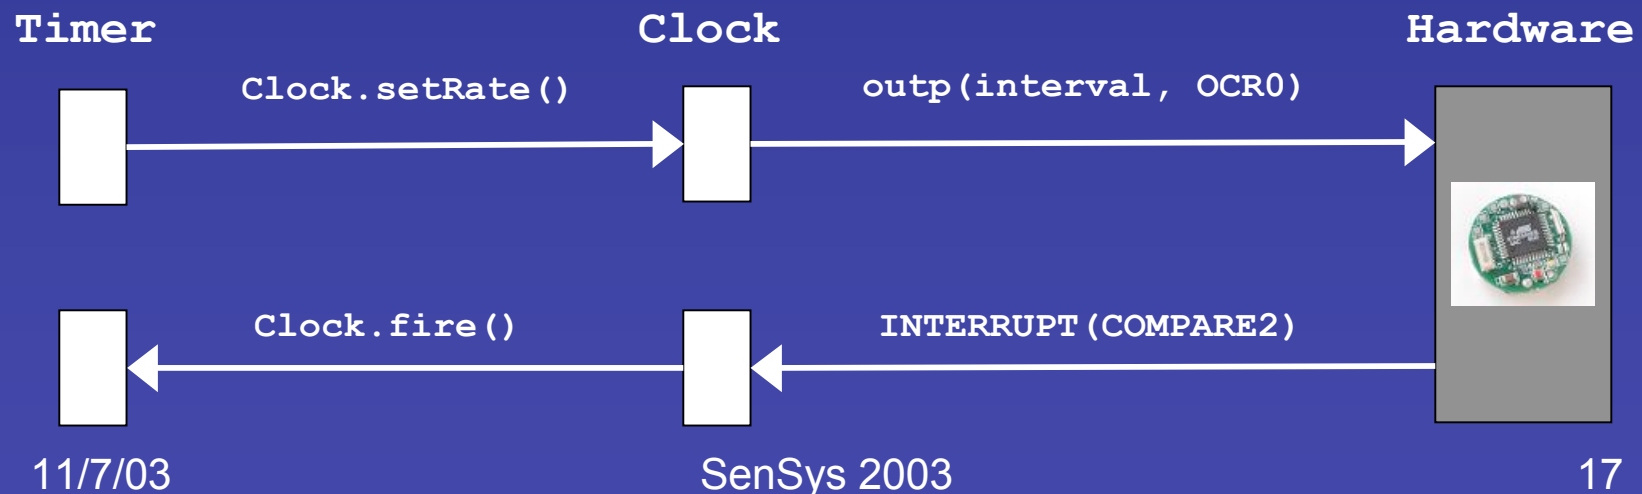 Timer Clock Hardware
Clock.setRate() outp(interval, OCR0)
Clock.fire() INTERRUPT(COMPARE2)
11/7/03 SenSys 2003 17